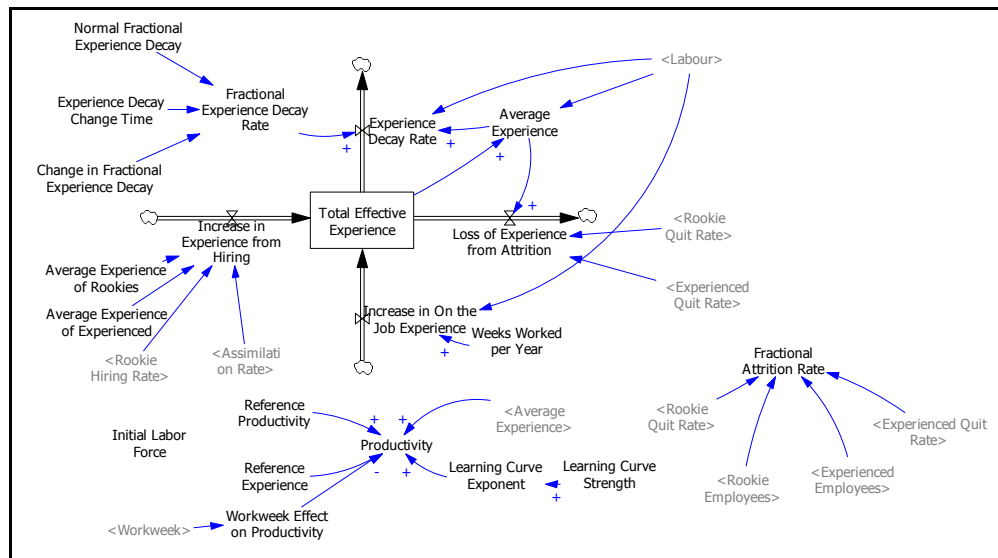 Normal Fractional
Experience Decay
<Labour>
Fractional
Experience Decay
Rate
Experience Decay
Change Time
Experience
Decay Rate
Average
Experience
+
+
+
Change in Fractional
Experience Decay
Total Effective
Experience
+
Increase in
Experience from
Hiring
Loss of Experience
from Attrition
<Rookie
Quit Rate>
Average Experience
of Rookies
<Experienced
Quit Rate>
Average Experience
of Experienced
Increase in On the
Job Experience
Weeks Worked
per Year
+
<Rookie
Hiring Rate>
<Assimilati
on Rate>
Fractional
Attrition Rate
Reference
Productivity
+
+
<Average
Experience>
<Rookie
Quit Rate>
<Experienced Quit
Rate>
Initial Labor
Force
Productivity
Reference
Experience
-
+
Learning Curve
Exponent
Learning Curve
Strength
+
<Rookie
Employees>
<Experienced
Employees>
<Workweek>
Workweek Effect
on Productivity